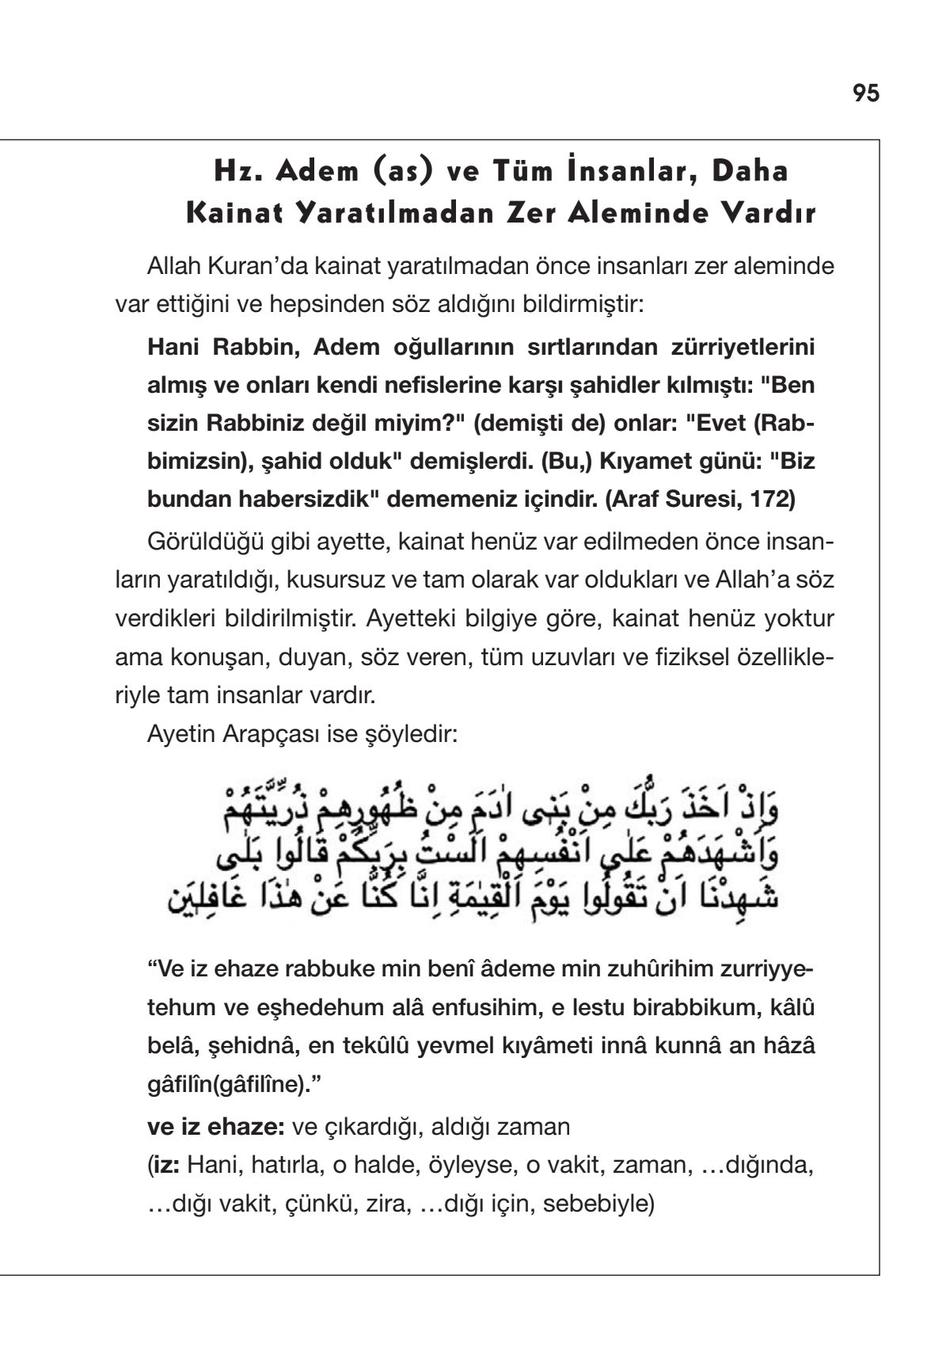 95
Hz. Adem (as) ve Tüm İnsanlar, Daha
Kainat Yaratılmadan Zer Aleminde Vardır
Allah Kuran’da kainat yaratılmadan önce insanları zer aleminde
var ettiğini ve hepsinden söz aldığını bildirmiştir:
Hani Rabbin, Adem oğullarının sırtlarından zürriyetlerini
almış ve onları kendi nefislerine karşı şahidler kılmıştı: "Ben
sizin Rabbiniz değil miyim?" (demişti de) onlar: "Evet (Rab-
bimizsin), şahid olduk" demişlerdi. (Bu,) Kıyamet günü: "Biz
bundan habersizdik" dememeniz içindir. (Araf Suresi, 172)
Görüldüğü gibi ayette, kainat henüz var edilmeden önce insan-
ların yaratıldığı, kusursuz ve tam olarak var oldukları ve Allah’a söz
verdikleri bildirilmiştir. Ayetteki bilgiye göre, kainat henüz yoktur
ama konuşan, duyan, söz veren, tüm uzuvları ve fiziksel özellikle-
riyle tam insanlar vardır.
Ayetin Arapçası ise şöyledir:
وَاِذْ اَخَذَ رَبُّكَ مِنْ بَنٖى اٰدَمَ مِنْ ظُهُورِهِمْ ذُرِّيَّتَهُمْ
وَاَشْهَدَهُمْ عَلٰى اَنْفُسِهِمْ اَلَسْتُ بِرَبِّكُمْ قَالُوا بَلٰى
شَهِدْنَا اَنْ تَقُولُوا يَوْمَ الْقِيٰمَةِ اِنَّا كُنَّا عَنْ هٰذَا غَافِلٖينَ
“Ve iz ehaze rabbuke min benî âdeme min zuhûrihim zurriyye-
tehum ve eşhedehum alâ enfusihim, e lestu birabbikum, kâlû
belâ, şehidnâ, en tekûlû yevmel kıyâmeti innâ kunnâ an hâzâ
gâfilîn(gâfilîne).”
ve iz ehaze: ve çıkardığı, aldığı zaman
(iz: Hani, hatırla, o halde, öyleyse, o vakit, zaman, …dığında,
…dığı vakit, çünkü, zira, …dığı için, sebebiyle)